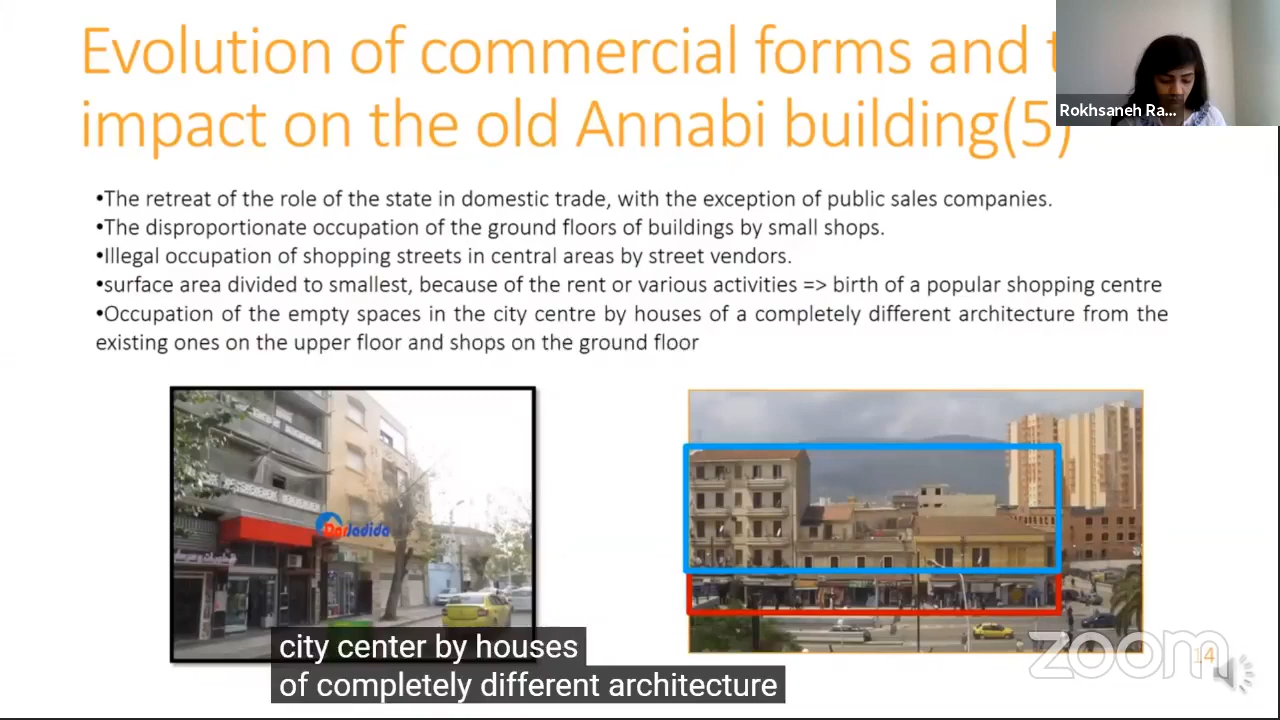 Evolution of commercial forms and t
impact on the old Annabi building(5)
Rokhsaneh Ra...
•The retreat of the role of the state in domestic trade, with the exception of public sales companies.
•The disproportionate occupation of the ground floors of buildings by small shops.
•Illegal occupation of shopping streets in central areas by street vendors.
•surface area divided to smallest, because of the rent or various activities => birth of a popular shopping centre
•Occupation of the empty spaces in the city centre by houses of a completely different architecture from the
existing ones on the upper floor and shops on the ground floor
DarJadida
city center by houses
of completely different architecture
zoom
14